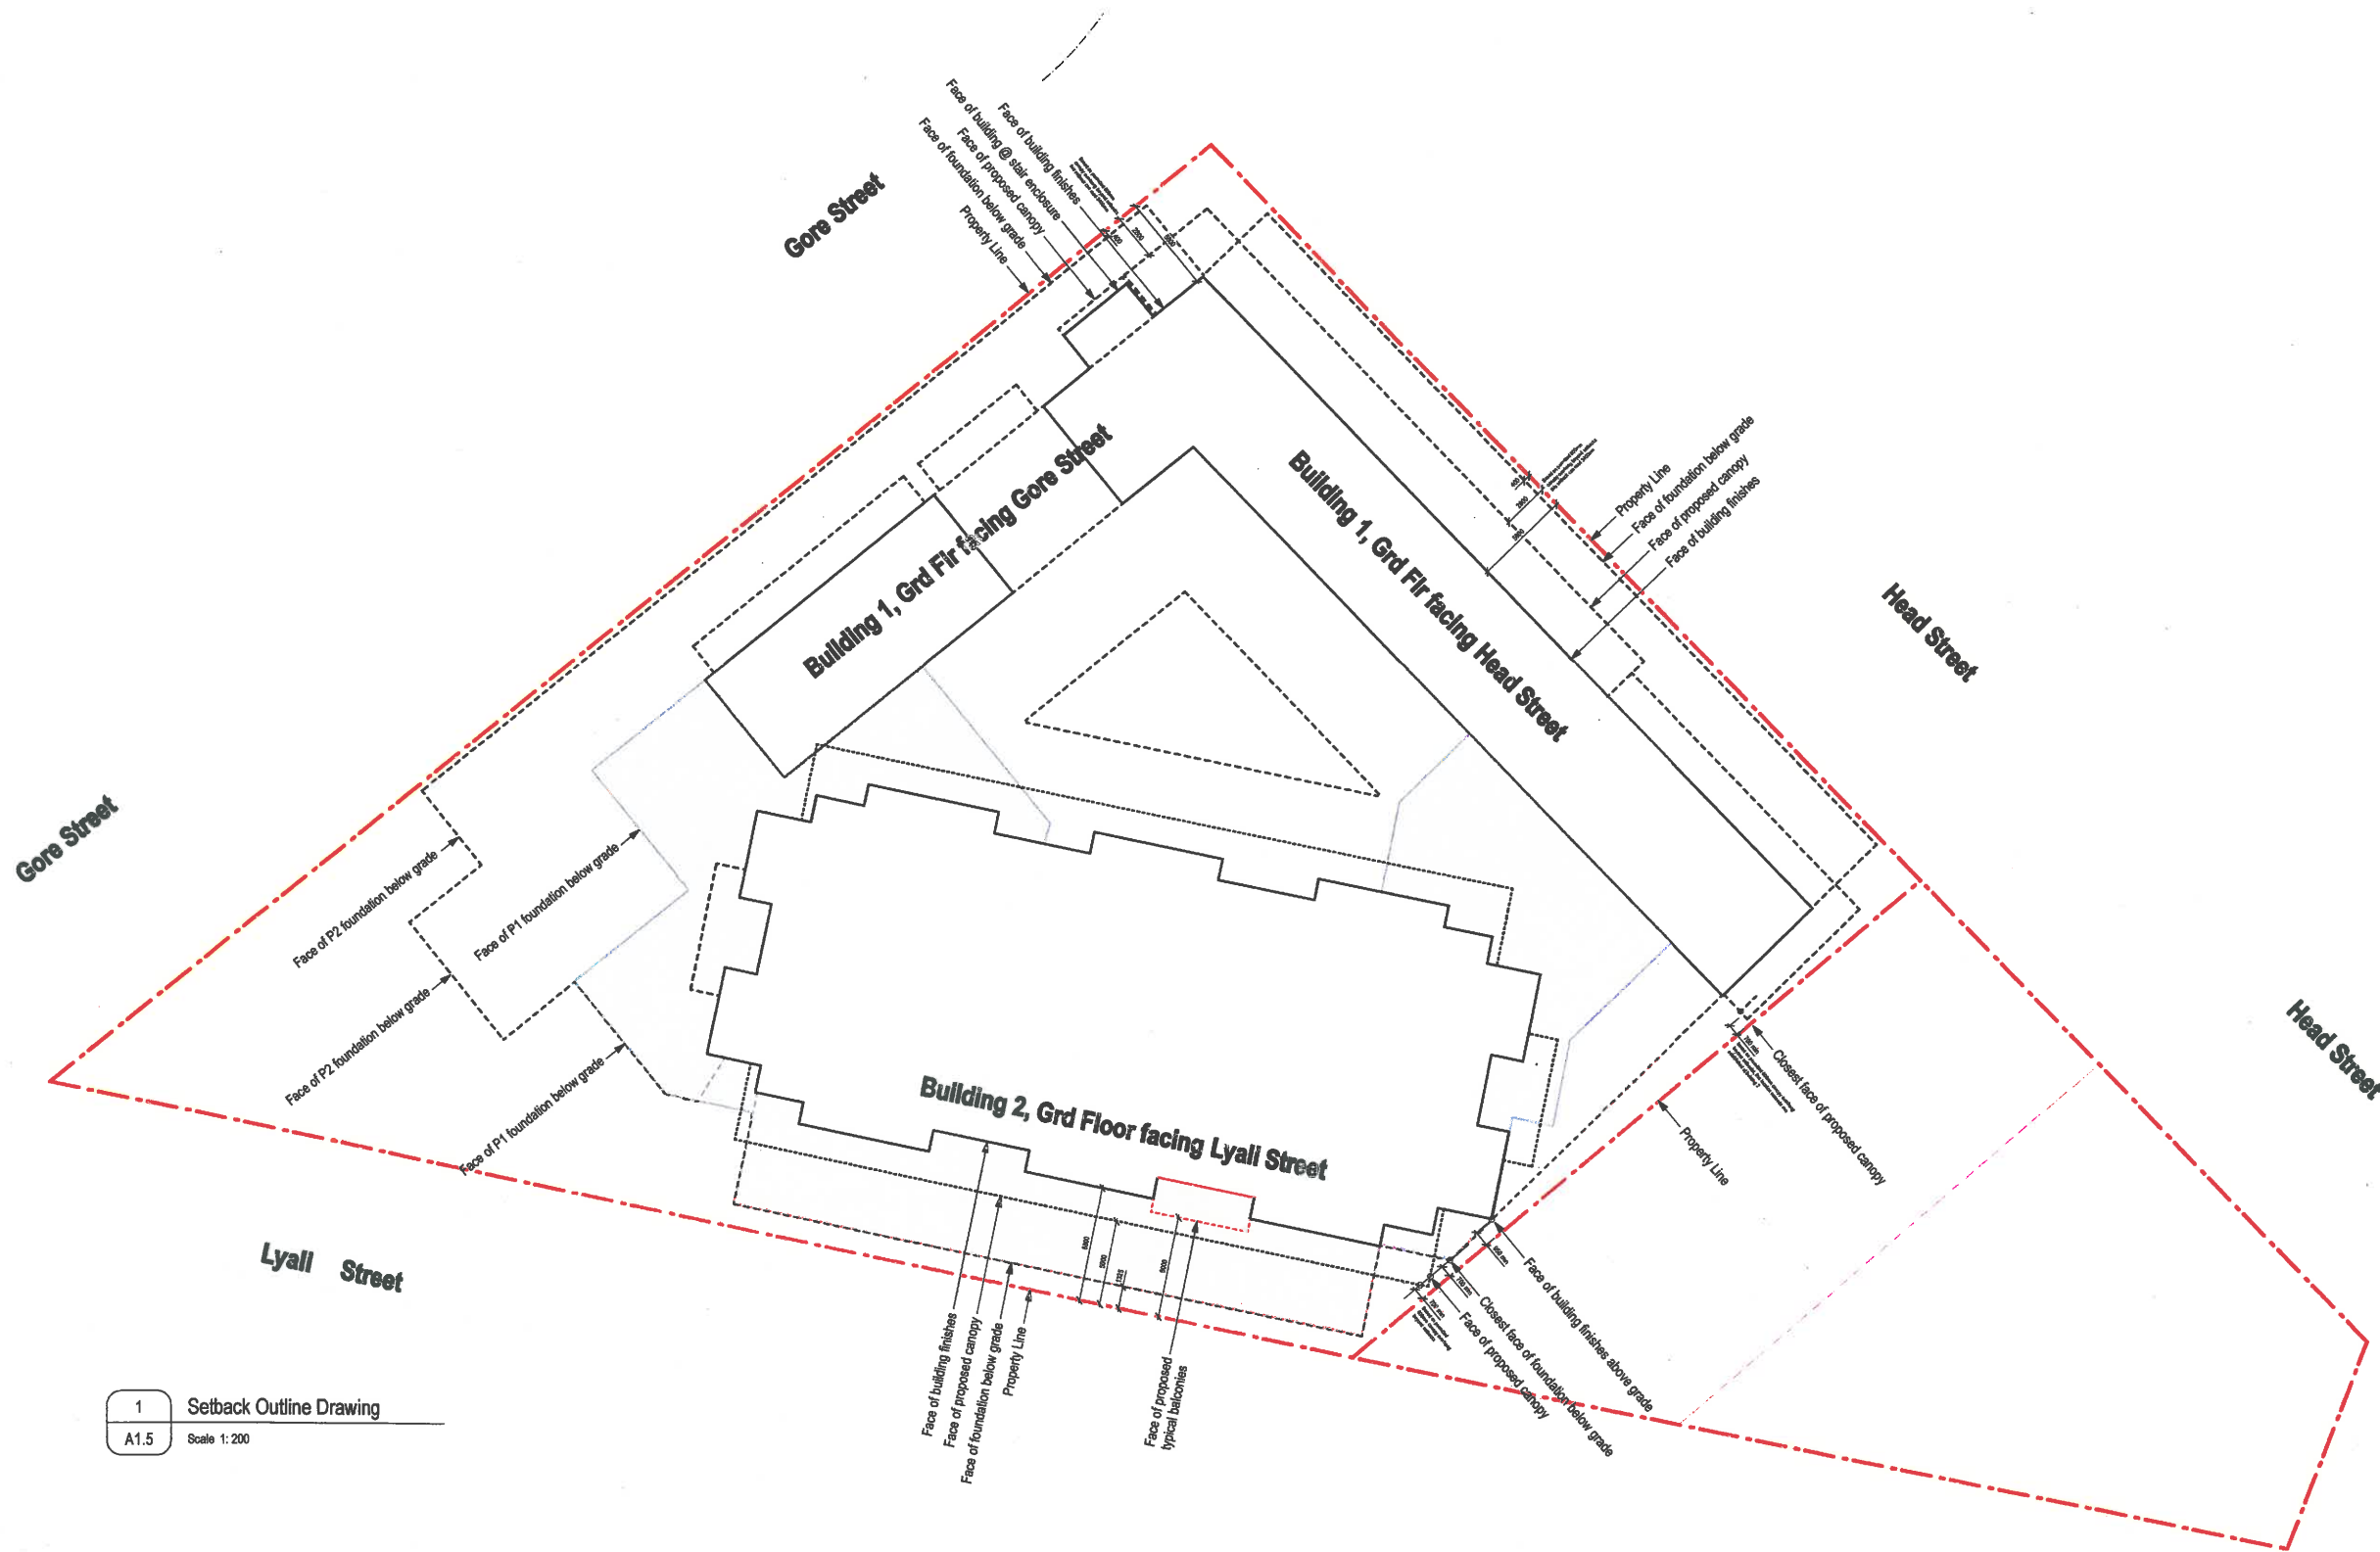 Gore Street
Face of building finishes
Face of building @ stair enclosure
Face of proposed canopy
Face of foundation below grade
Property Line
2800
Building 1, Grd Flr facing Gore Street
Building 1, Grd Flr facing Head Street
Property Line
Face of foundation below grade
Face of proposed canopy
Face of building finishes
Head Street
Gore Street
Face of P2 foundation below grade
Face of P1 foundation below grade
Face of P2 foundation below grade
Face of P1 foundation below grade
Head Street
Closest face of proposed canopy
Property Line
Building 2, Grd Floor facing Lyall Street
Lyall Street
5000
1325
Face of building finishes
Face of proposed canopy
Face of foundation below grade
Property Line
Face of proposed
typical balconies
Face of building finishes above grade
Closest face of foundation below grade
Face of proposed canopy
1
Setback Outline Drawing
A1.5
Scale 1: 200